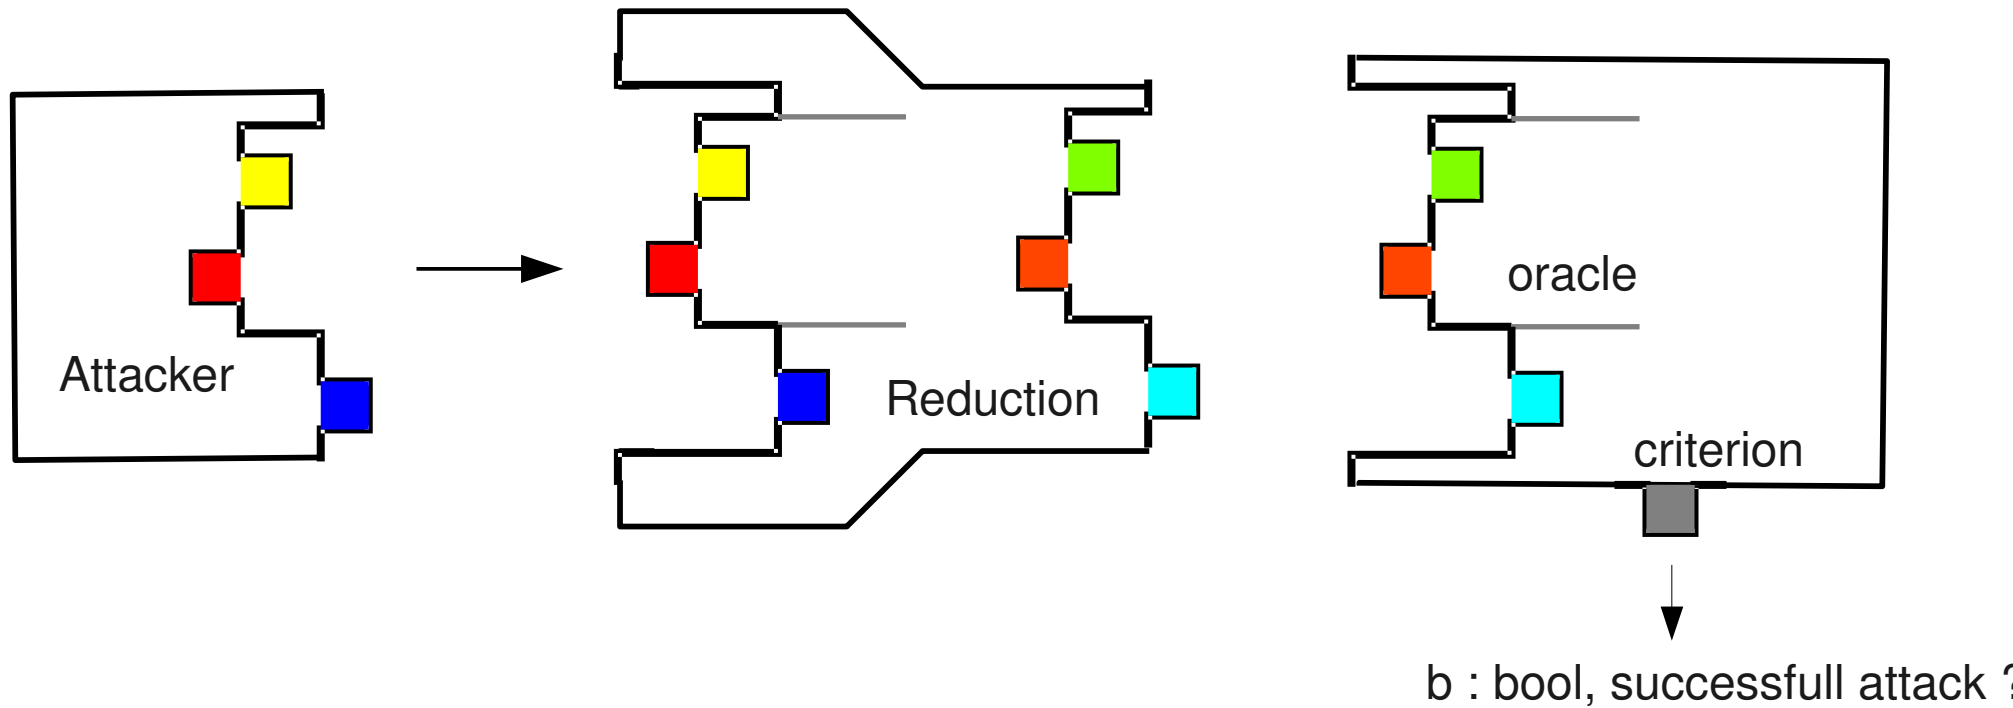 oracle
Attacker
Reduction
criterion
b : bool, successfull attack ?